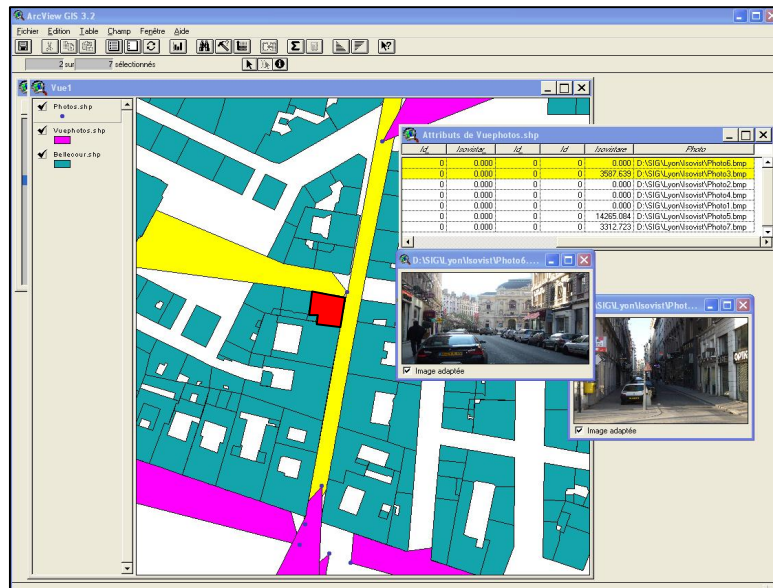 ArcView GIS 3.2
Fichier Edition Table Champ Fenêtre Aide
2 sur 7 sélectionnés
Vue1
Photos.shp
Vuephotos.shp
Bellecour.shp
Attributs de Vuephotos.shp
Id_ Isovistar_ Id_ Id Isovistare Photo
0 0.000 0 0 0.000 D:\SIG\Lyon\Isovist\Photo6.bmp
0 0.000 0 0 3587.639 D:\SIG\Lyon\Isovist\Photo3.bmp
0 0.000 0 0 0.000 D:\SIG\Lyon\Isovist\Photo2.bmp
0 0.000 0 0 0.000 D:\SIG\Lyon\Isovist\Photo4.bmp
0 0.000 0 0 0.000 D:\SIG\Lyon\Isovist\Photo1.bmp
0 0.000 0 0 14265.084 D:\SIG\Lyon\Isovist\Photo5.bmp
0 0.000 0 0 3312.723 D:\SIG\Lyon\Isovist\Photo7.bmp
D:\SIG\Lyon\Isovist\Photo6....
\SIG\Lyon\Isovist\Phot...
Image adaptée
Image adaptée